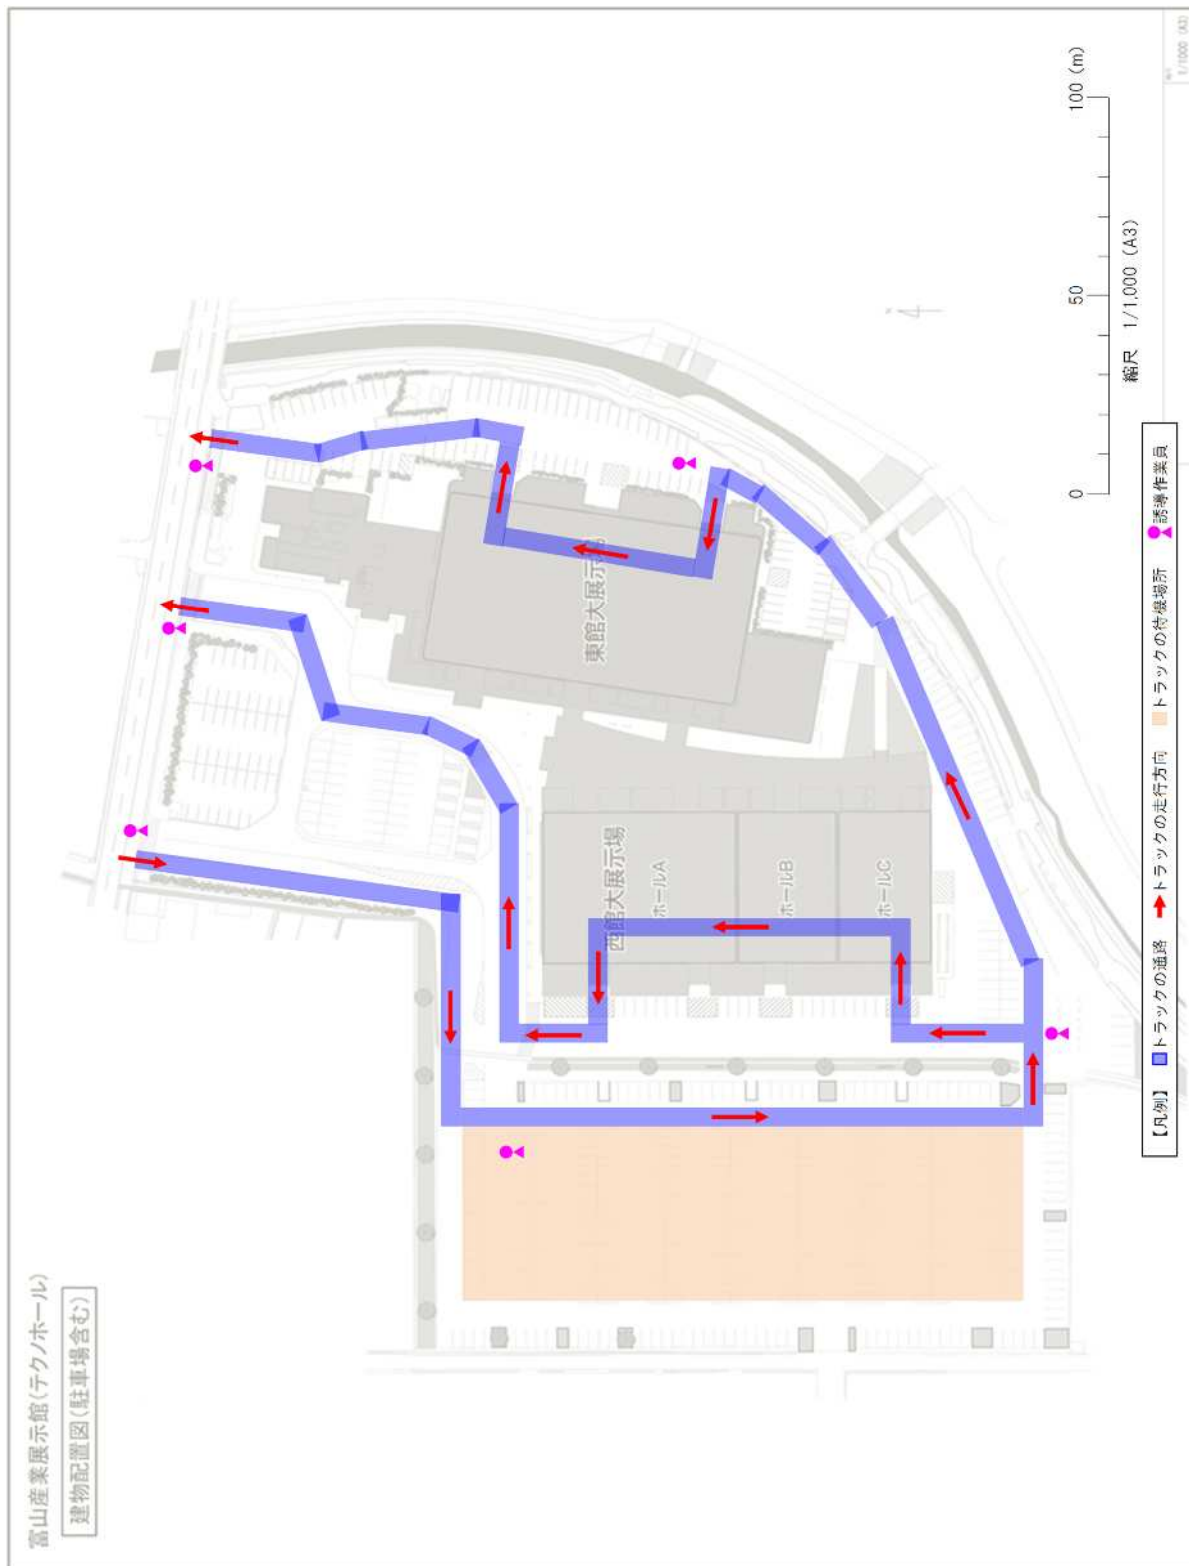 富山産業展示館(テクノホール)
建物配置図(駐車場含む)
東館大展示場
西館大展示場
ホールA
ホールB
ホールC
0 50 100 (m)
縮尺 1/1,000 (A3)
【凡例】 トラックの通路 トラックの走行方向 トラックの待機場所 誘導作業員
1/1000 (A3)